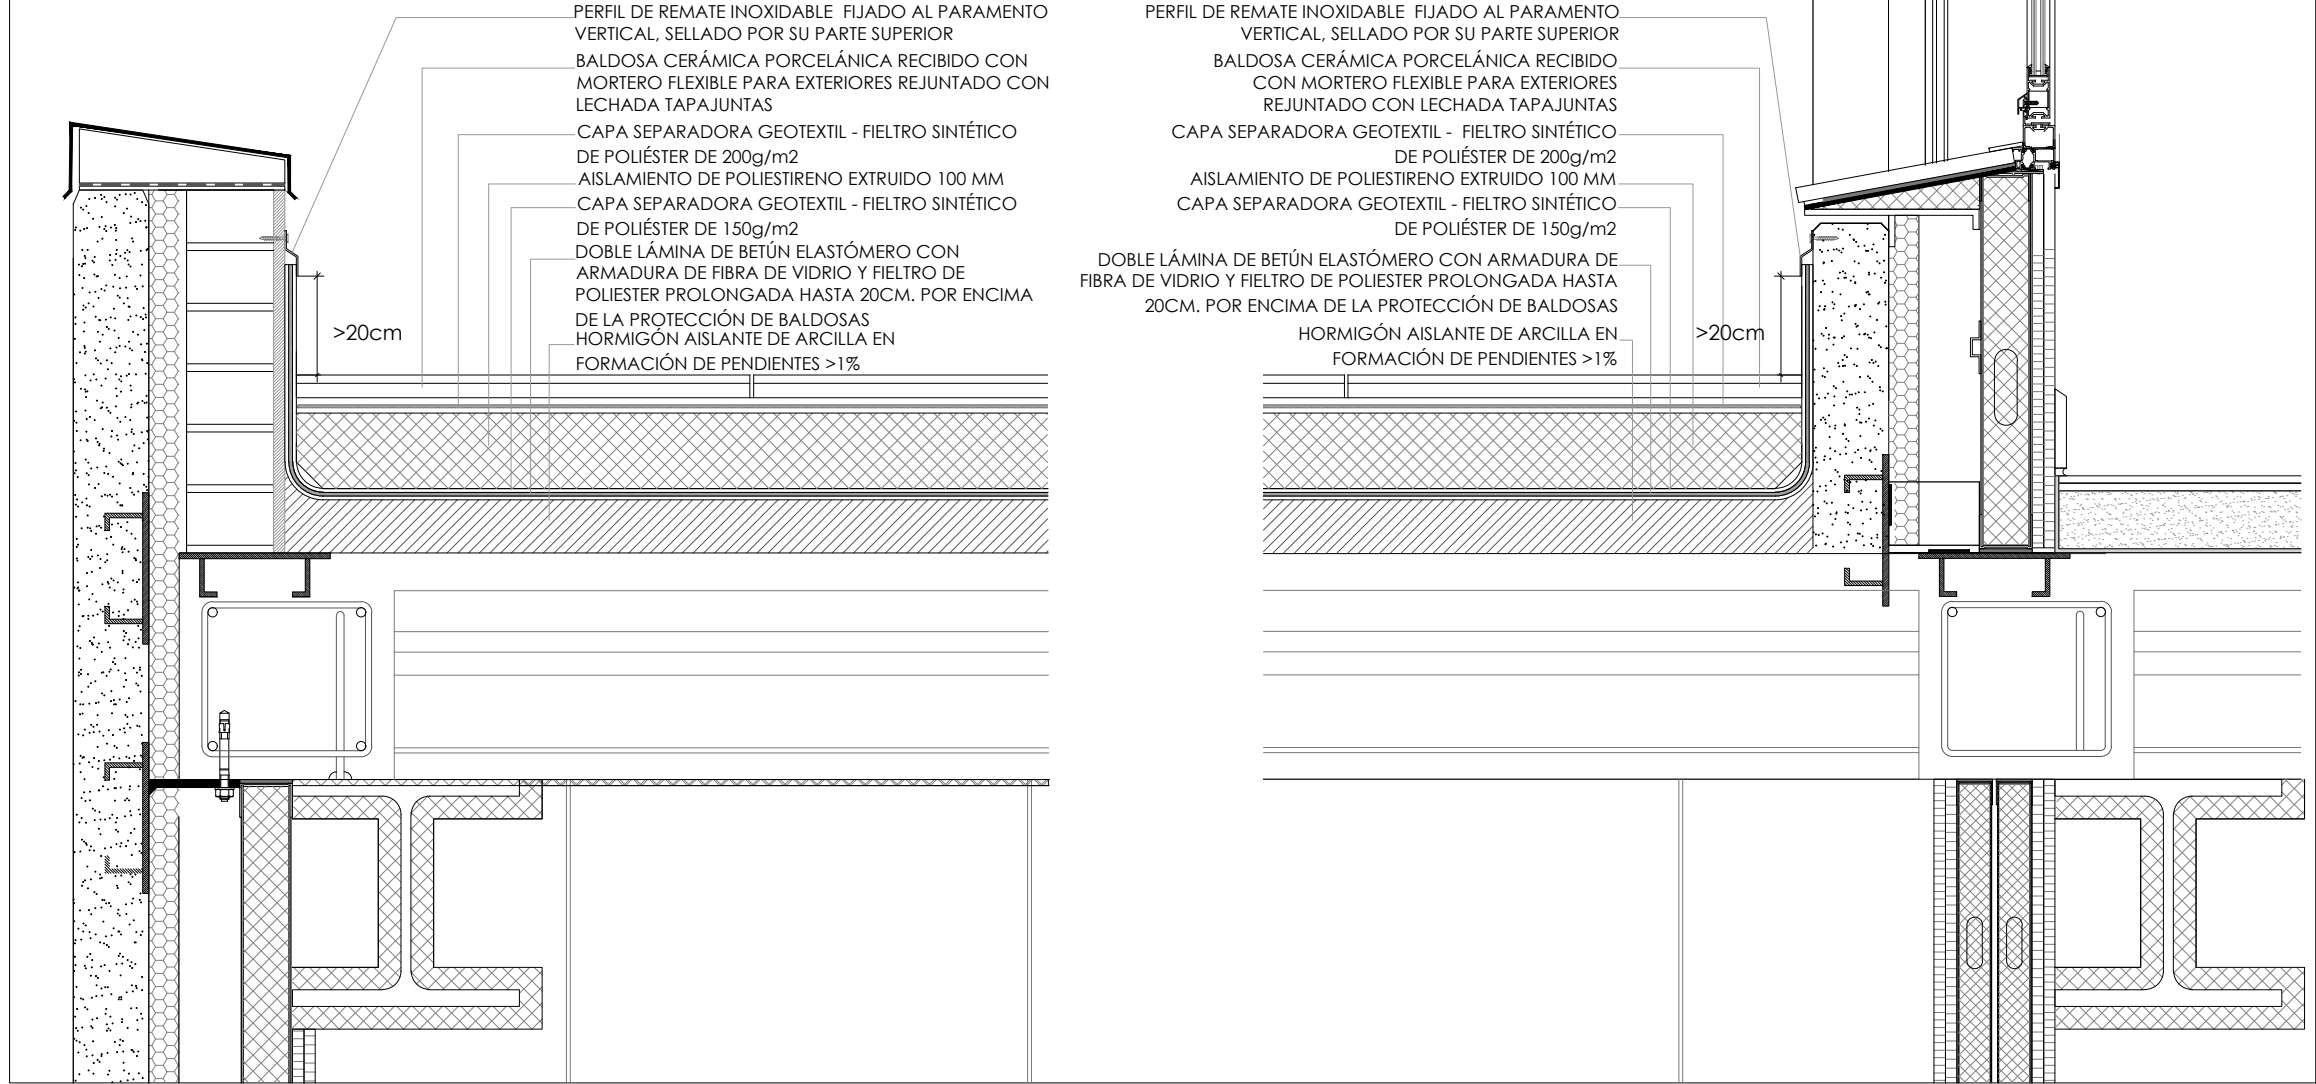 PERFIL DE REMATE INOXIDABLE FIJADO AL PARAMENTO
VERTICAL, SELLADO POR SU PARTE SUPERIOR
BALDOSA CERÁMICA PORCELÁNICA RECIBIDO CON
MORTERO FLEXIBLE PARA EXTERIORES REJUNTADO CON
LECHADA TAPAJUNTAS
CAPA SEPARADORA GEOTEXTIL - FIELTRO SINTÉTICO
DE POLIÉSTER DE 200g/m2
AISLAMIENTO DE POLIESTIRENO EXTRUIDO 100 MM
CAPA SEPARADORA GEOTEXTIL - FIELTRO SINTÉTICO
DE POLIÉSTER DE 150g/m2
DOBLE LÁMINA DE BETÚN ELASTÓMERO CON
ARMADURA DE FIBRA DE VIDRIO Y FIELTRO DE
POLIESTER PROLONGADA HASTA 20CM. POR ENCIMA
DE LA PROTECCIÓN DE BALDOSAS
HORMIGÓN AISLANTE DE ARCILLA EN
FORMACIÓN DE PENDIENTES >1%
>20cm
PERFIL DE REMATE INOXIDABLE FIJADO AL PARAMENTO
VERTICAL, SELLADO POR SU PARTE SUPERIOR
BALDOSA CERÁMICA PORCELÁNICA RECIBIDO
CON MORTERO FLEXIBLE PARA EXTERIORES
REJUNTADO CON LECHADA TAPAJUNTAS
CAPA SEPARADORA GEOTEXTIL - FIELTRO SINTÉTICO
DE POLIÉSTER DE 200g/m2
AISLAMIENTO DE POLIESTIRENO EXTRUIDO 100 MM
CAPA SEPARADORA GEOTEXTIL - FIELTRO SINTÉTICO
DE POLIÉSTER DE 150g/m2
DOBLE LÁMINA DE BETÚN ELASTÓMERO CON ARMADURA DE
FIBRA DE VIDRIO Y FIELTRO DE POLIESTER PROLONGADA HASTA
20CM. POR ENCIMA DE LA PROTECCIÓN DE BALDOSAS
HORMIGÓN AISLANTE DE ARCILLA EN
FORMACIÓN DE PENDIENTES >1%
>20cm